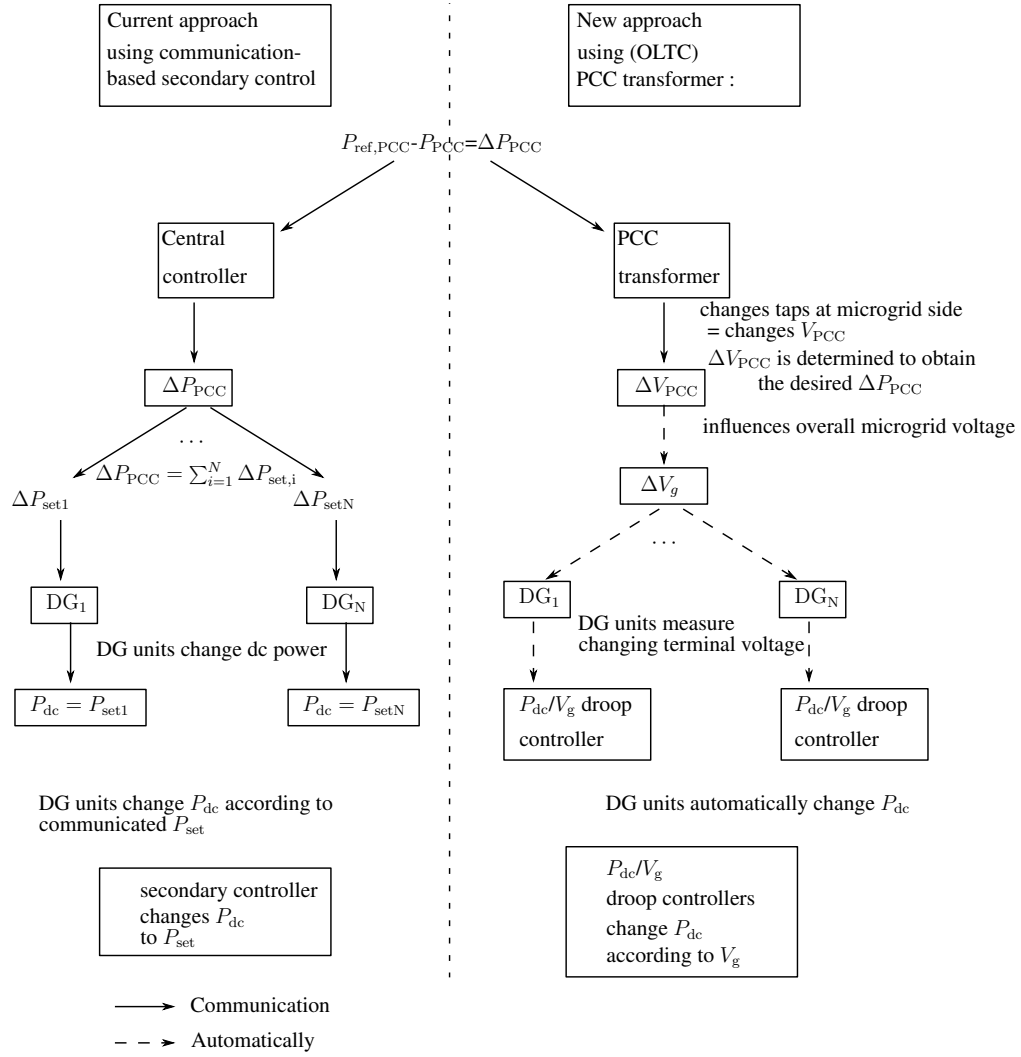 Current approach
using communication-
based secondary control
New approach
using (OLTC)
PCC transformer :
P_ref,PCC-P_PCC=ΔP_PCC
Central
controller
ΔP_PCC
...
ΔP_PCC = ∑_{i=1}^{N} ΔP_set,i
ΔP_set1
ΔP_setN
DG_1
DG_N
DG units change dc power
P_dc = P_set1
P_dc = P_setN
DG units change P_dc according to
communicated P_set
secondary controller
changes P_dc
to P_set
PCC
transformer
changes taps at microgrid side
= changes V_PCC
ΔV_PCC is determined to obtain
the desired ΔP_PCC
ΔV_PCC
influences overall microgrid voltage
ΔV_g
...
DG_1
DG_N
DG units measure
changing terminal voltage
P_dc/V_g droop
controller
P_dc/V_g droop
controller
DG units automatically change P_dc
P_dc/V_g
droop controllers
change P_dc
according to V_g
Communication
Automatically